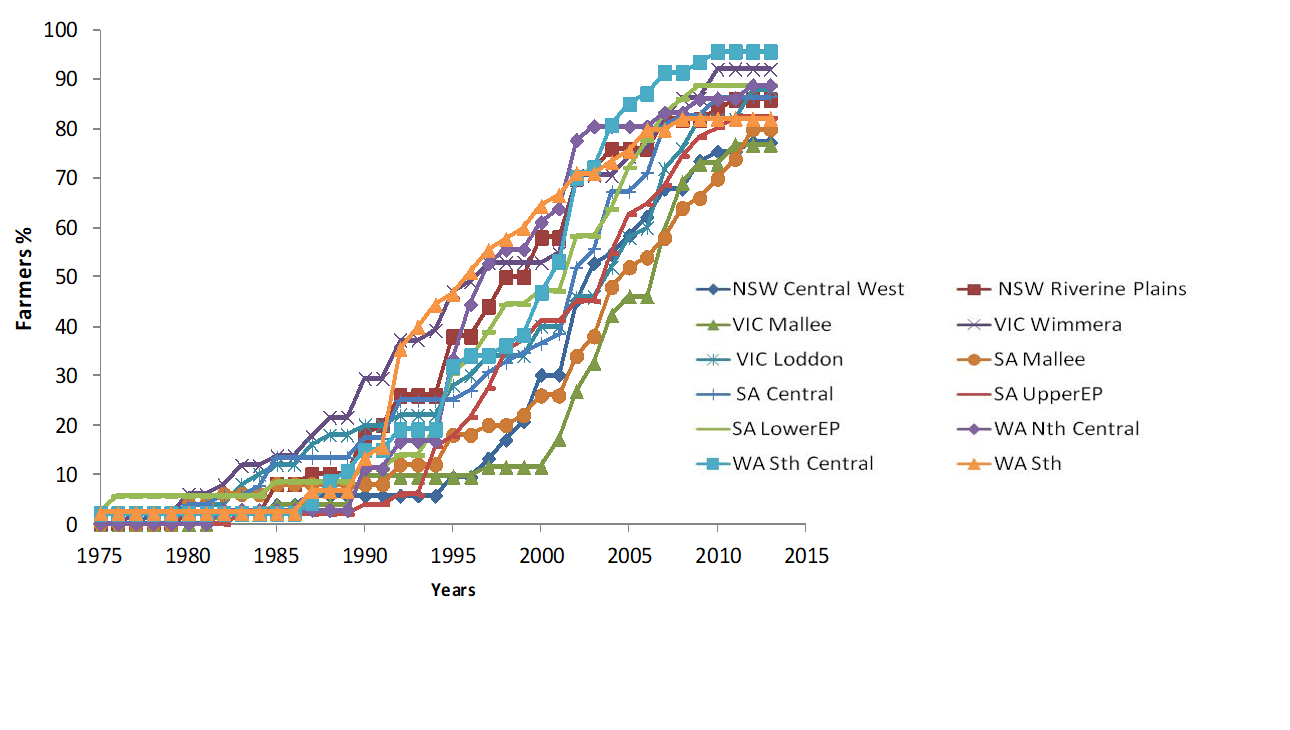 100
90
80
70
60
50
40
30
20
10
0
Farmers %
1975 1980 1985 1990 1995 2000 2005 2010 2015
Years
NSW Central West NSW Riverine Plains
VIC Mallee VIC Wimmera
VIC Loddon SA Mallee
SA Central SA UpperEP
SA LowerEP WA Nth Central
WA Sth Central WA Sth